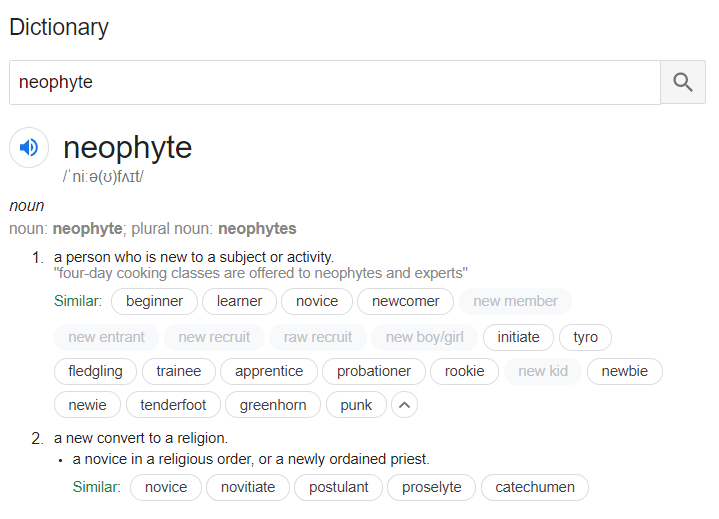 Dictionary
neophyte
neophyte
/ˈniːə(ʊ)fʌɪt/
noun
noun: neophyte; plural noun: neophytes
1. a person who is new to a subject or activity.
"four-day cooking classes are offered to neophytes and experts"
Similar: beginner learner novice newcomer new member
new entrant new recruit raw recruit new boy/girl initiate tyro
fledgling trainee apprentice probationer rookie new kid newbie
newie tenderfoot greenhorn punk
2. a new convert to a religion.
• a novice in a religious order, or a newly ordained priest.
Similar: novice novitiate postulant proselyte catechumen